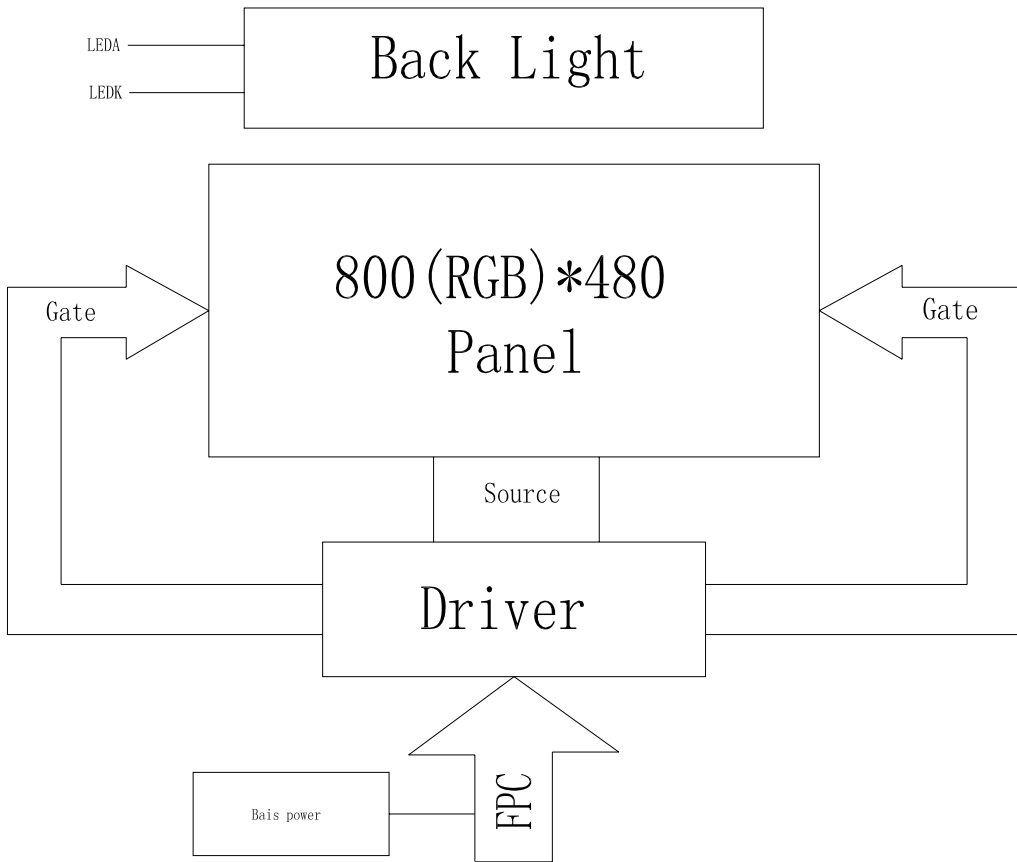 LEDA
Back Light
LEDK
800(RGB)*480
Panel
Gate
Gate
Source
Driver
FPC
Bais power